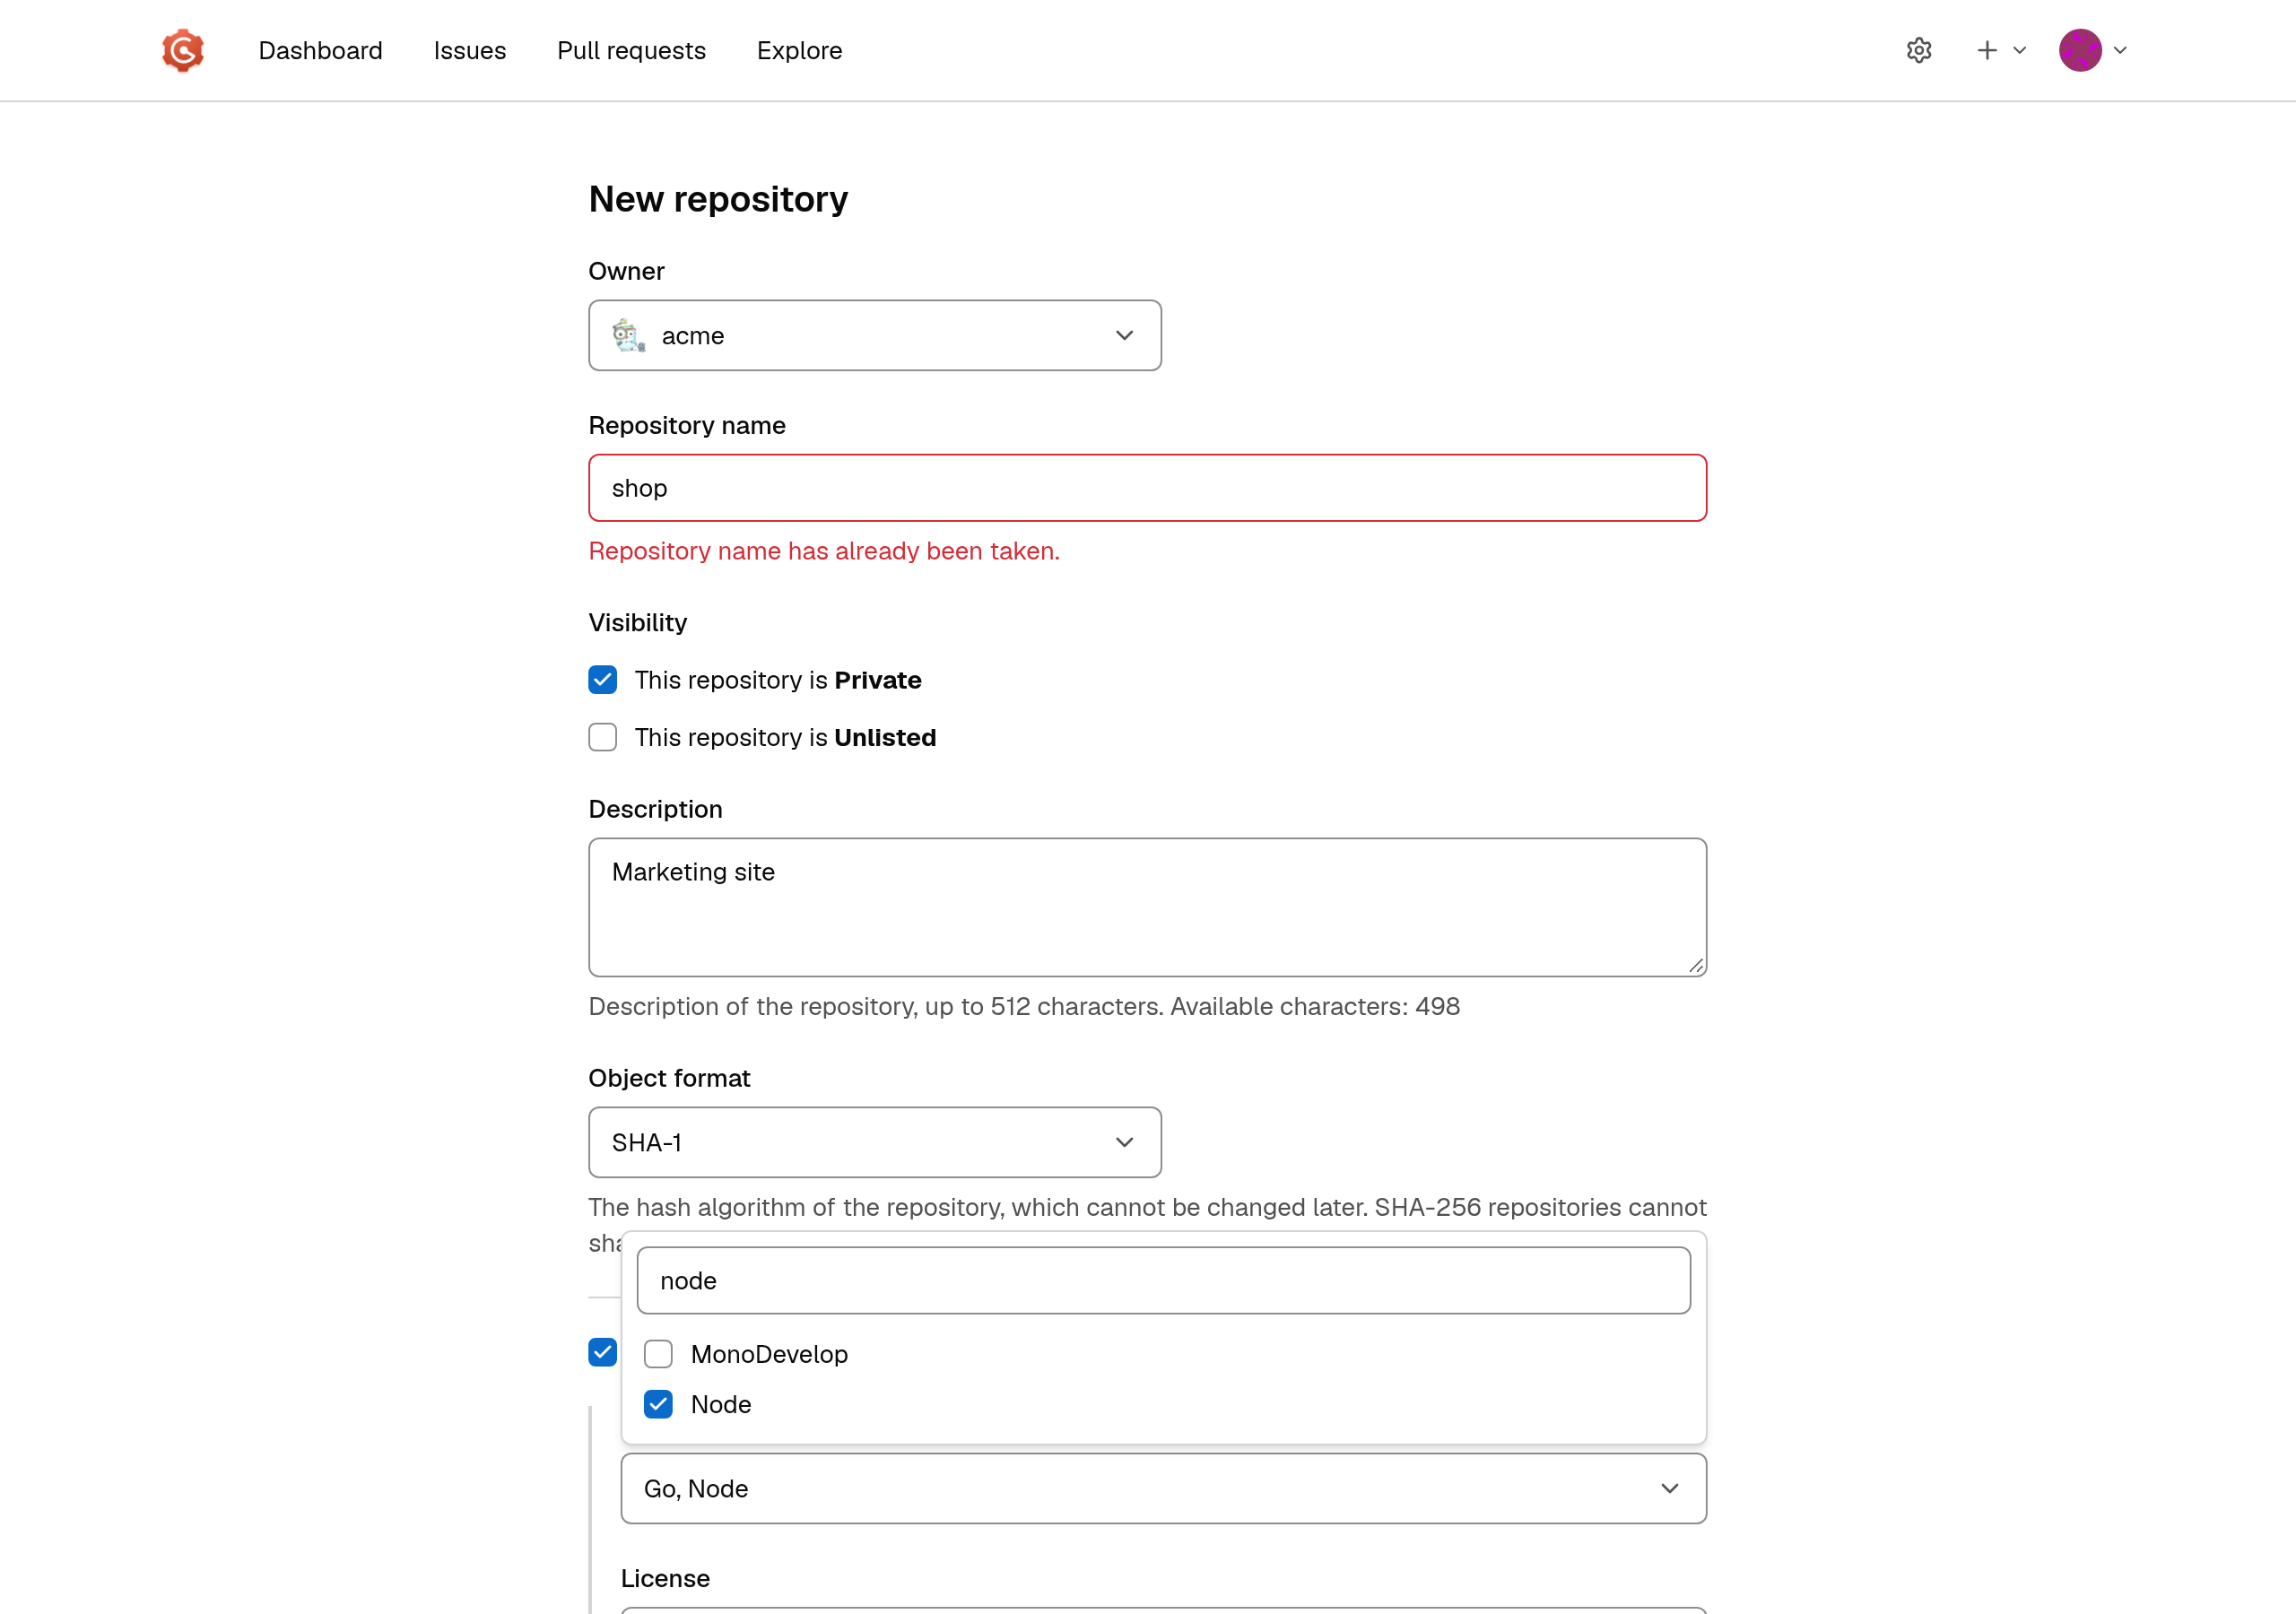 Dashboard
Issues
Pull requests
Explore
New repository
Owner
acme
Repository name
shop
Repository name has already been taken.
Visibility
This repository is Private
This repository is Unlisted
Description
Marketing site
Description of the repository, up to 512 characters. Available characters: 498
Object format
SHA-1
The hash algorithm of the repository, which cannot be changed later. SHA-256 repositories cannot
node
MonoDevelop
Node
Go, Node
License